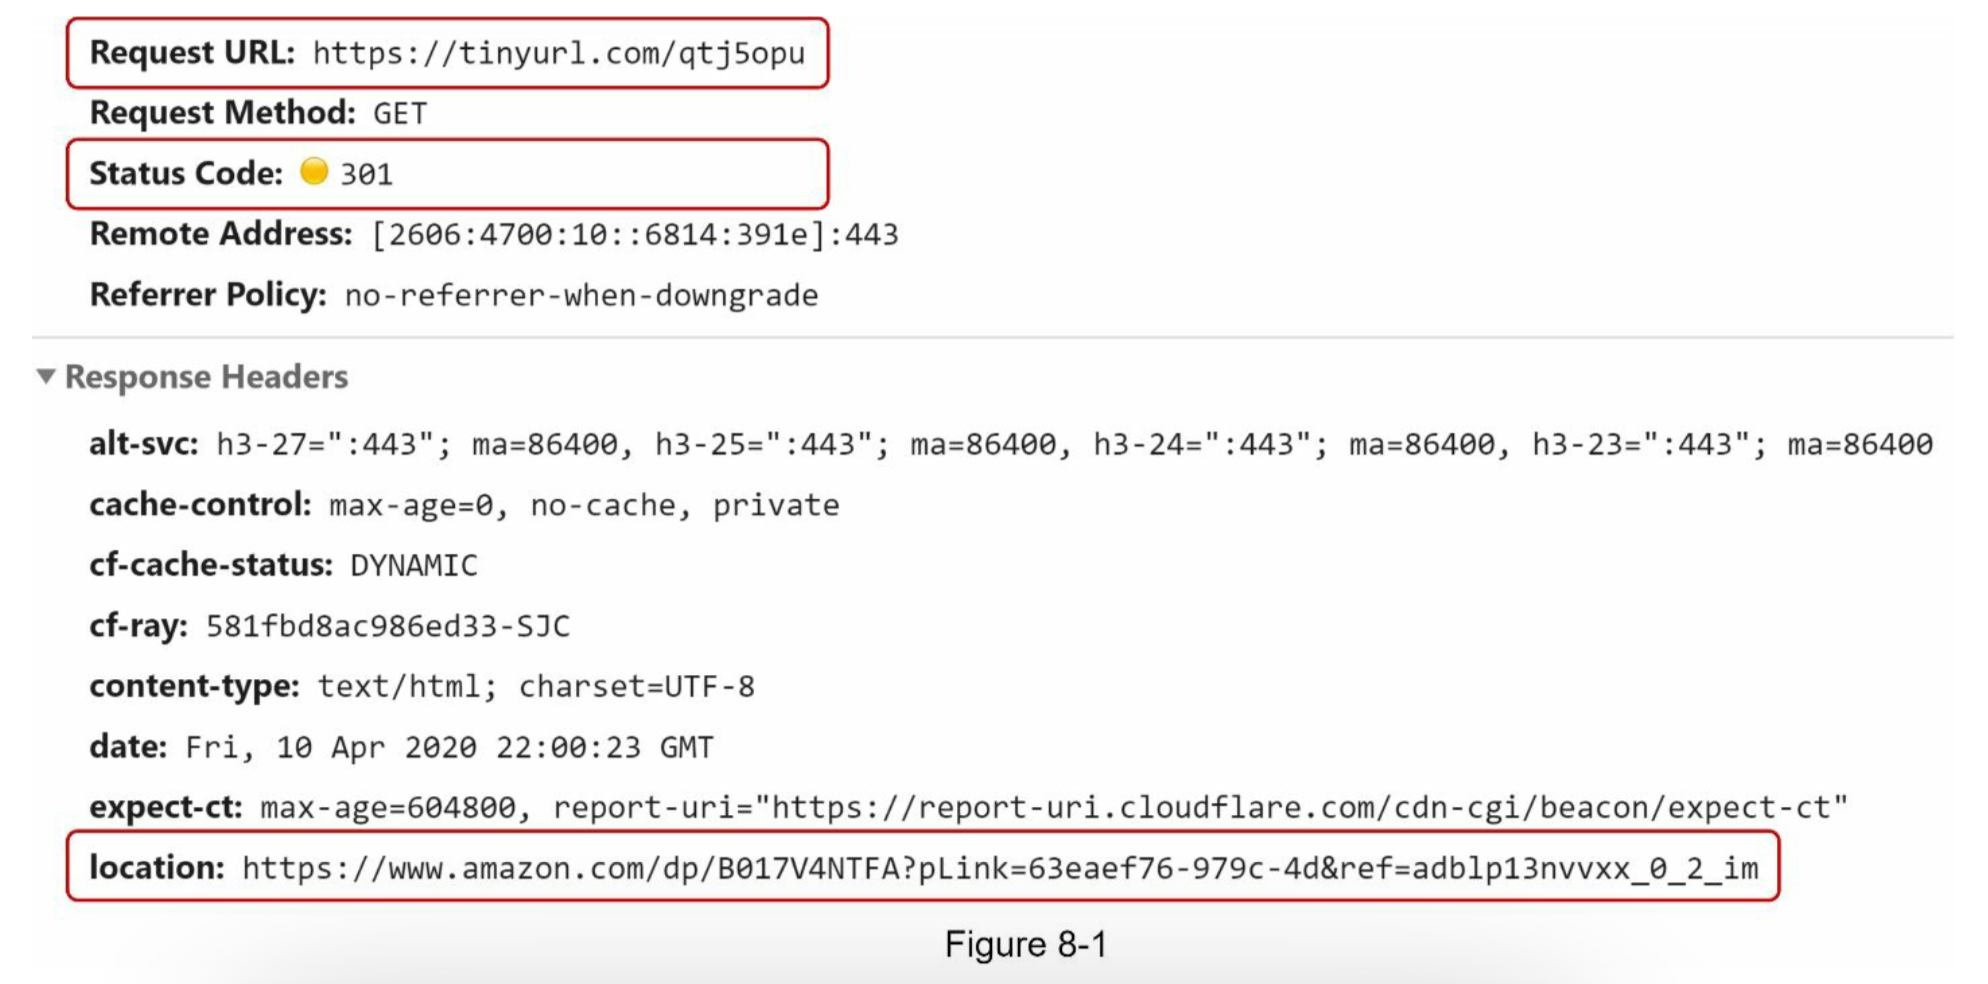 Request URL: https://tinyurl.com/qtj5opu
Request Method: GET
Status Code: 301
Remote Address: [2606:4700:10::6814:391e]:443
Referrer Policy: no-referrer-when-downgrade
Response Headers
alt-svc: h3-27=":443"; ma=86400, h3-25=":443"; ma=86400, h3-24=":443"; ma=86400, h3-23=":443"; ma=86400
cache-control: max-age=0, no-cache, private
cf-cache-status: DYNAMIC
cf-ray: 581fbd8ac986ed33-SJC
content-type: text/html; charset=UTF-8
date: Fri, 10 Apr 2020 22:00:23 GMT
expect-ct: max-age=604800, report-uri="https://report-uri.cloudflare.com/cdn-cgi/beacon/expect-ct"
location: https://www.amazon.com/dp/B017V4NTFA?pLink=63eaef76-979c-4d&ref=adblp13nvvxx_0_2_im
Figure 8-1